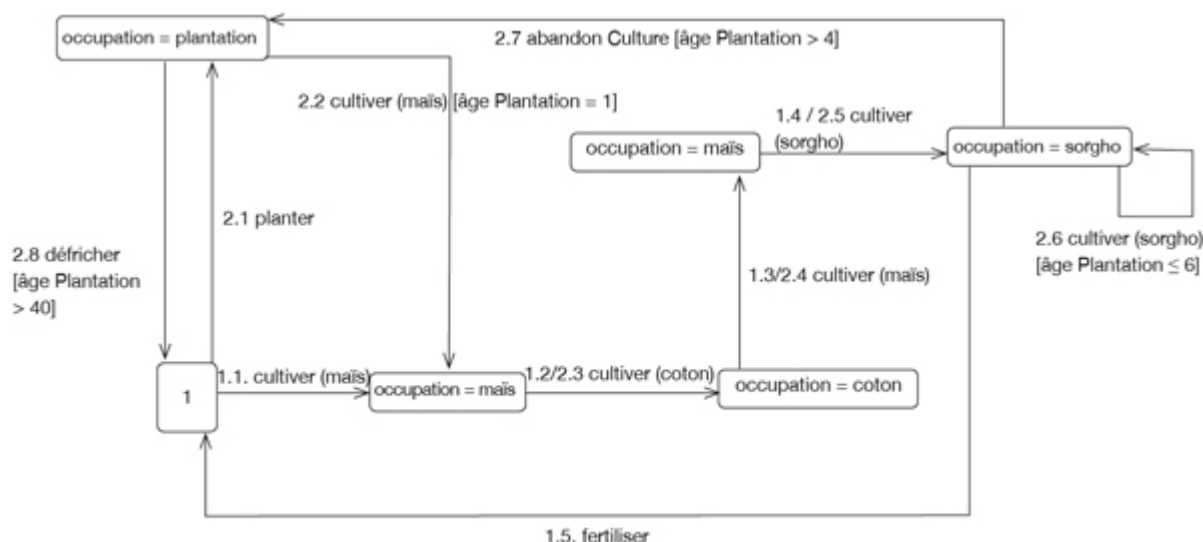 occupation = plantation
2.7 abandon Culture [âge Plantation > 4]
2.2 cultiver (maïs) [âge Plantation = 1]
1.4 / 2.5 cultiver
(sorgho)
occupation = maïs
occupation = sorgho
2.1 planter
2.8 défricher
[âge Plantation
> 40]
2.6 cultiver (sorgho)
[âge Plantation ≤ 6]
1.3/2.4 cultiver (maïs)
1
1.1. cultiver (maïs)
occupation = maïs
1.2/2.3 cultiver (coton)
occupation = coton
1.5. fertiliser